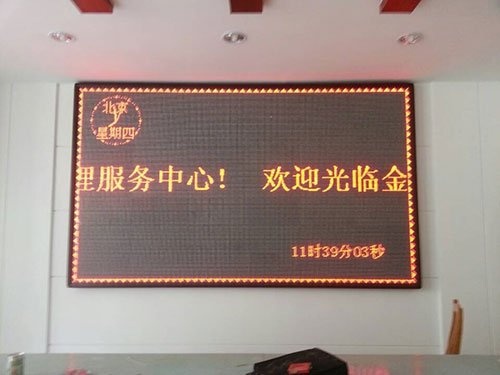 北京
星期四
理服务中心！ 欢迎光临金
11时39分03秒